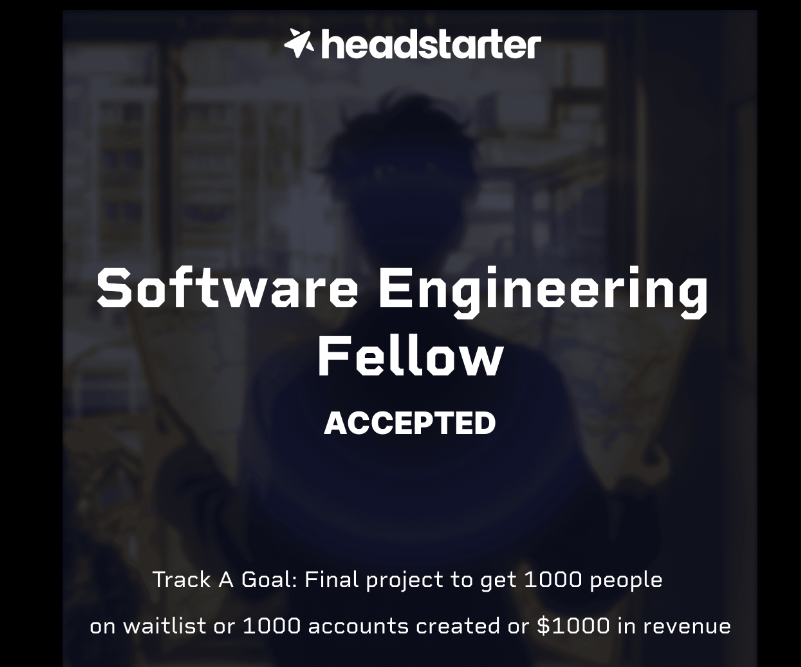 headstarter
Software Engineering
Fellow
ACCEPTED
Track A Goal: Final project to get 1000 people
on waitlist or 1000 accounts created or $1000 in revenue